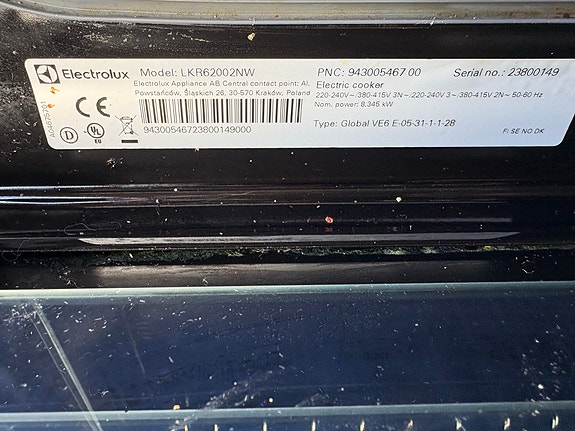 Electrolux Model: LKR62002NW PNC: 943005467 00 Serial no.: 23800149
Electrolux Appliance AB Central contact point: Al.
Powstańców, Śląskich 26, 30-570 Kraków, Poland
Electric cooker
220-240V~/380-415V 3N~/220-240V 3~/380-415V 2N~ 50-60 Hz
Nom. power: 8.345 kW
CE
94300546723800149000
Type: Global VE6 E-05-31-1-1-28
FI SE NO DK
D
UL
EU